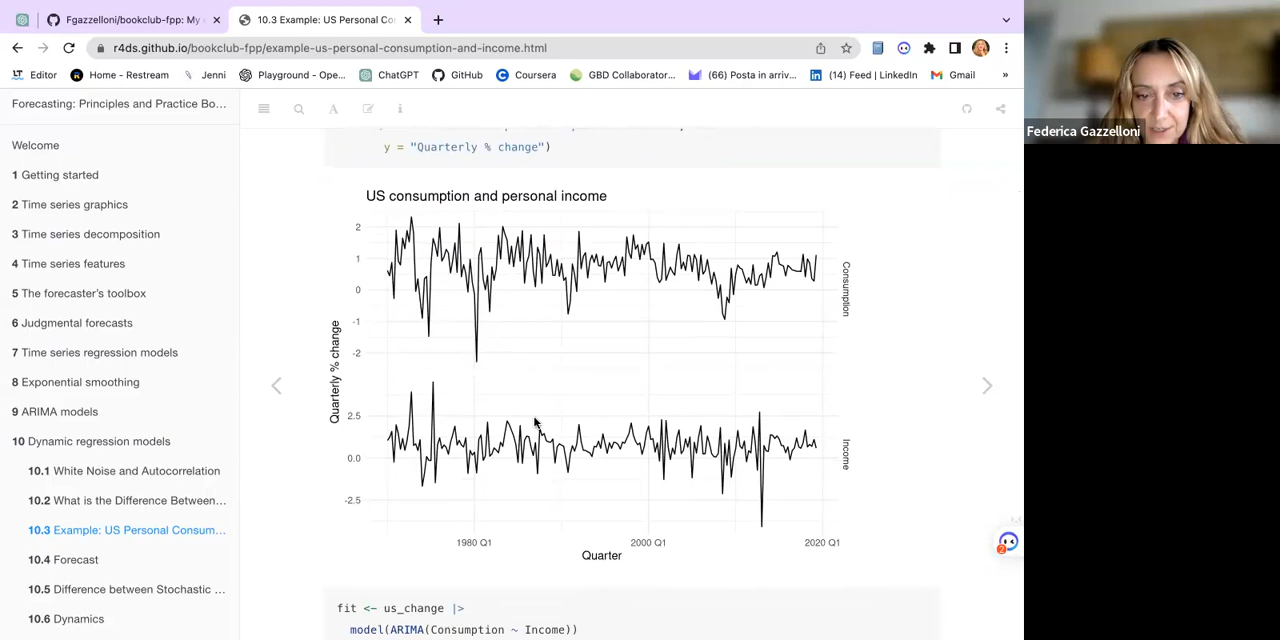 Fgazzelloni/bookclub-fpp: My
10.3 Example: US Personal Co
r4ds.github.io/bookclub-fpp/example-us-personal-consumption-and-income.html
Editor
Home - Restream
Jenni
Playground - Ope...
ChatGPT
GitHub
Coursera
GBD Collaborator...
(66) Posta in arriv...
(14) Feed | LinkedIn
Gmail
»
Forecasting: Principles and Practice Bo...
Welcome
1 Getting started
2 Time series graphics
3 Time series decomposition
4 Time series features
5 The forecaster's toolbox
6 Judgmental forecasts
7 Time series regression models
8 Exponential smoothing
9 ARIMA models
10 Dynamic regression models
10.1 White Noise and Autocorrelation
10.2 What is the Difference Between...
10.3 Example: US Personal Consum...
10.4 Forecast
10.5 Difference between Stochastic ...
10.6 Dynamics
y = "Quarterly % change")
US consumption and personal income
2
1
0
-1
-2
Consumption
Quarterly % change
2.5
0.0
-2.5
Income
1980 Q1
2000 Q1
2020 Q1
Quarter
fit <- us_change |>
model(ARIMA(Consumption ~ Income))
2
Federica Gazzelloni